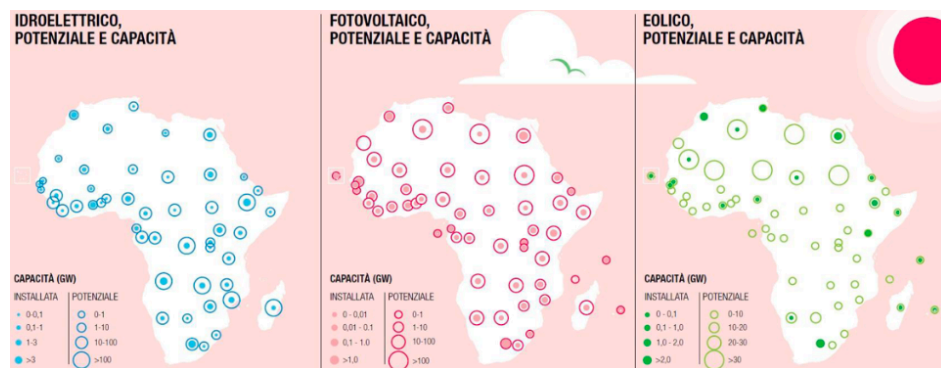 IDROELETTRICO,
POTENZIALE E CAPACITÀ
CAPACITÀ (GW)
INSTALLATA
POTENZIALE
0-0,1
0-1
0,1-1
1-10
1-3
10-100
>3
>100
FOTOVOLTAICO,
POTENZIALE E CAPACITÀ
CAPACITÀ (GW)
INSTALLATA
POTENZIALE
0 - 0,01
0-1
0,01 - 0.1
1-10
0,1 - 1.0
10-100
>1,0
>100
EOLICO,
POTENZIALE E CAPACITÀ
CAPACITÀ (GW)
INSTALLATA
POTENZIALE
0 - 0,1
0-10
0,1 - 1,0
10-20
1,0 - 2,0
20-30
>2,0
>30